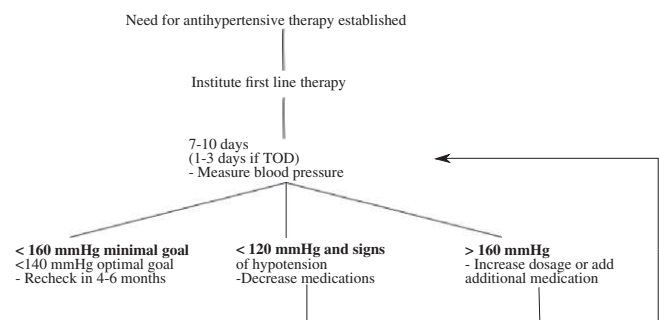 Need for antihypertensive therapy established
Institute first line therapy
7-10 days
(1-3 days if TOD)
- Measure blood pressure
< 160 mmHg minimal goal
<140 mmHg optimal goal
- Recheck in 4-6 months
< 120 mmHg and signs
of hypotension
-Decrease medications
> 160 mmHg
- Increase dosage or add
additional medication